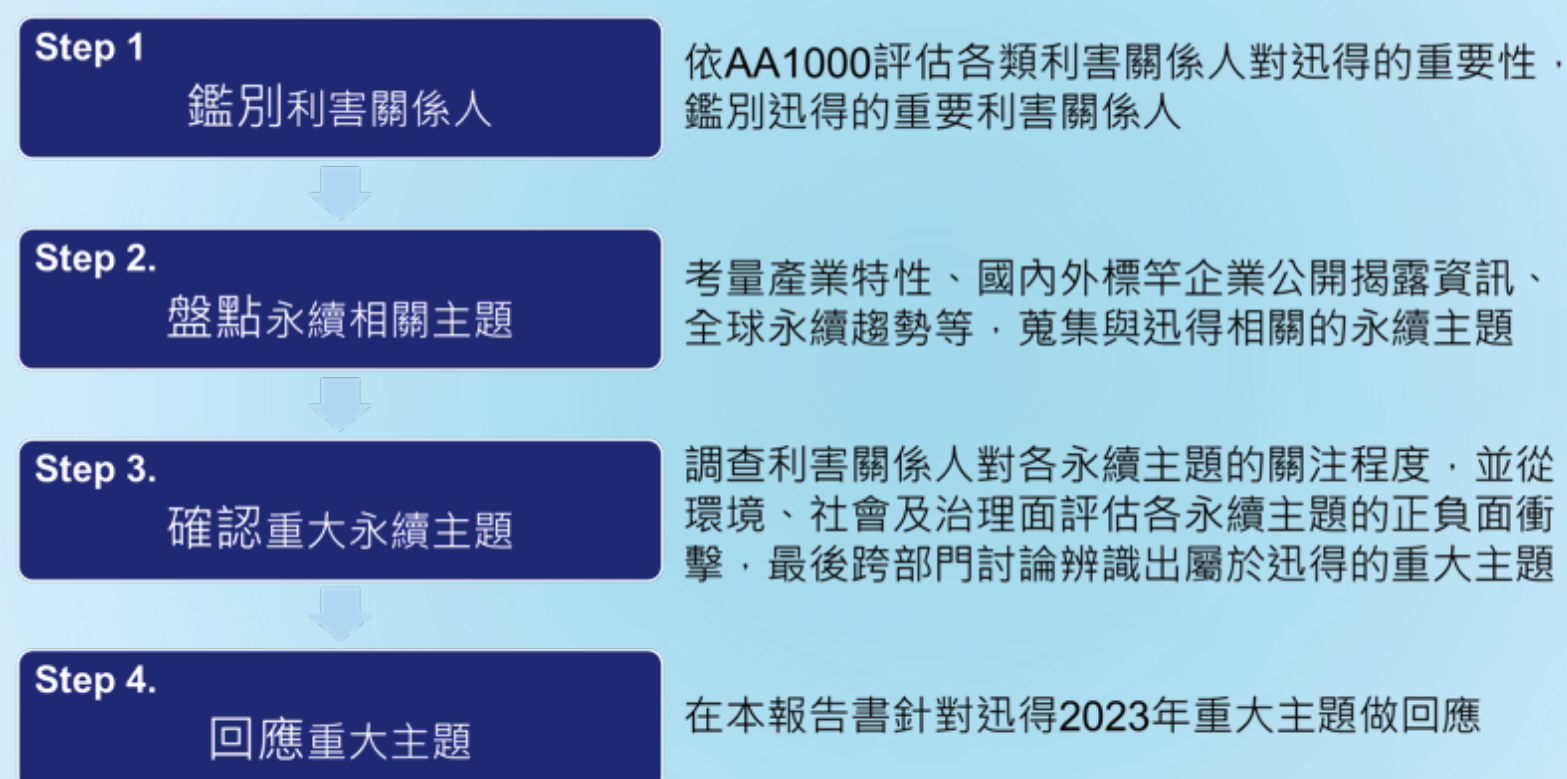 Step 1
鑑別利害關係人
依AA1000評估各類利害關係人對迅得的重要性，
鑑別迅得的重要利害關係人
Step 2.
盤點永續相關主題
考量產業特性、國內外標竿企業公開揭露資訊、
全球永續趨勢等，蒐集與迅得相關的永續主題
Step 3.
確認重大永續主題
調查利害關係人對各永續主題的關注程度，並從
環境、社會及治理面評估各永續主題的正負面衝
擊，最後跨部門討論辨識出屬於迅得的重大主題
Step 4.
回應重大主題
在本報告書針對迅得2023年重大主題做回應